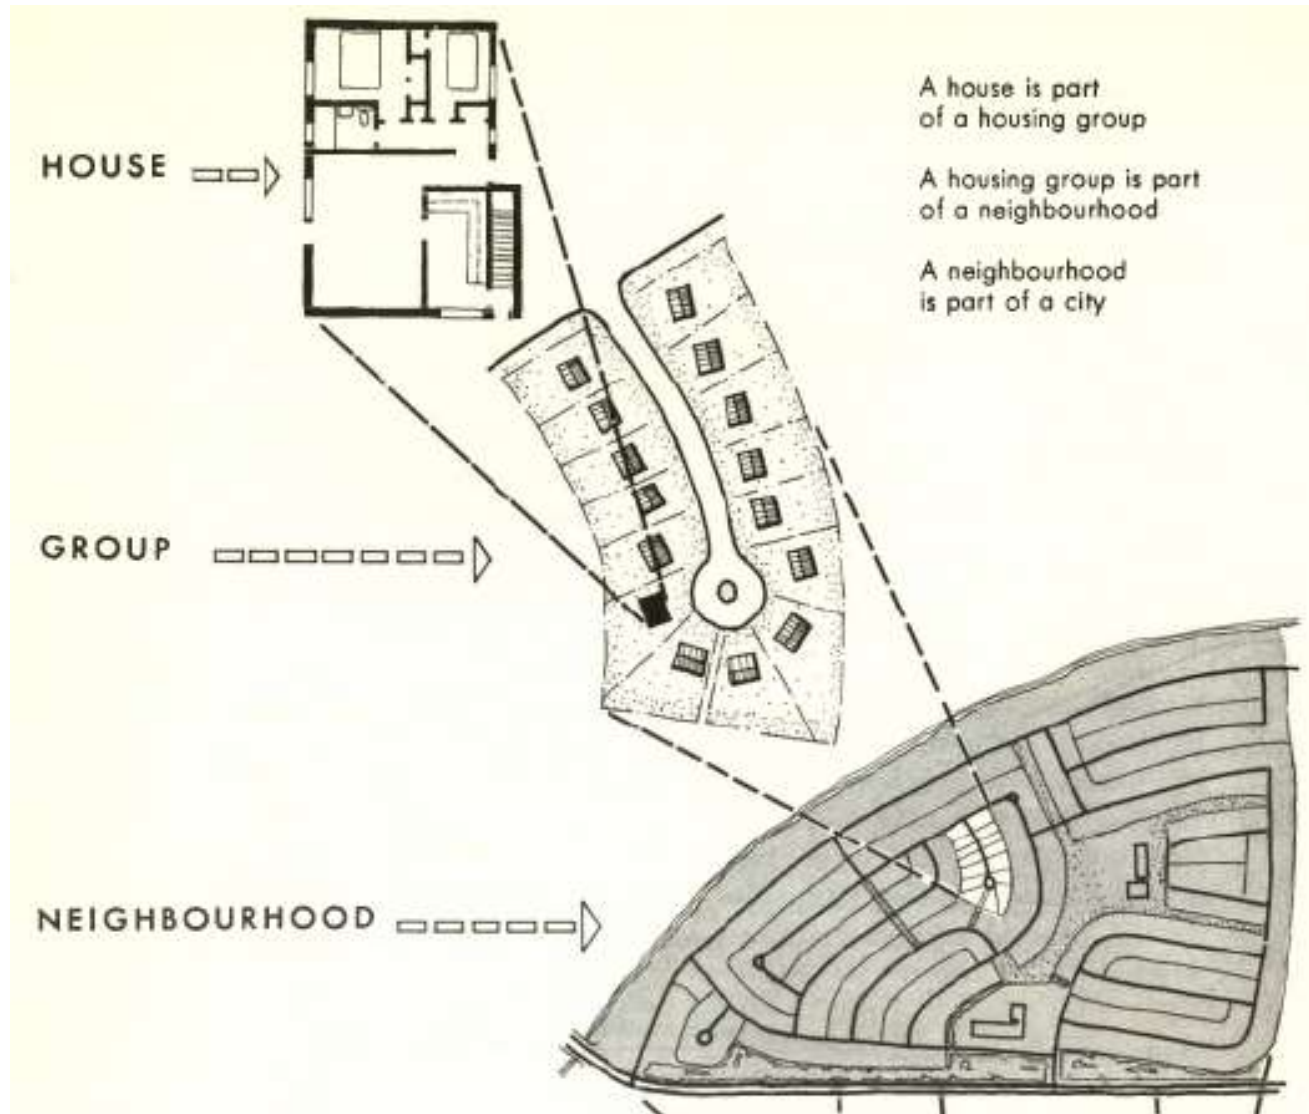 HOUSE
A house is part
of a housing group
A housing group is part
of a neighbourhood
A neighbourhood
is part of a city
GROUP
NEIGHBOURHOOD